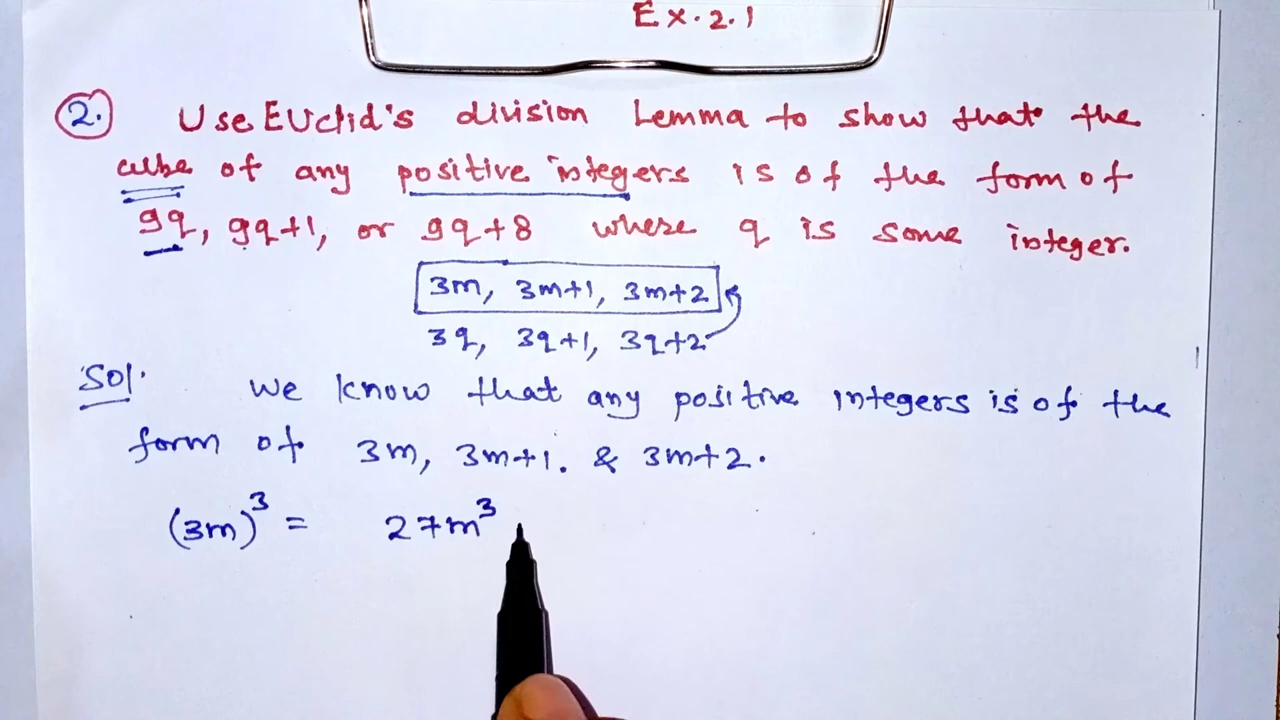 Ex.2.1
2. Use Euclid's division Lemma to show that the
cube of any positive integers is of the form of
9q, 9q+1, or 9q+8 where q is some integer.
3m, 3m+1, 3m+2
3q, 3q+1, 3q+2
Sol. We know that any positive integers is of the
form of 3m, 3m+1. & 3m+2.
(3m)³ = 27m³